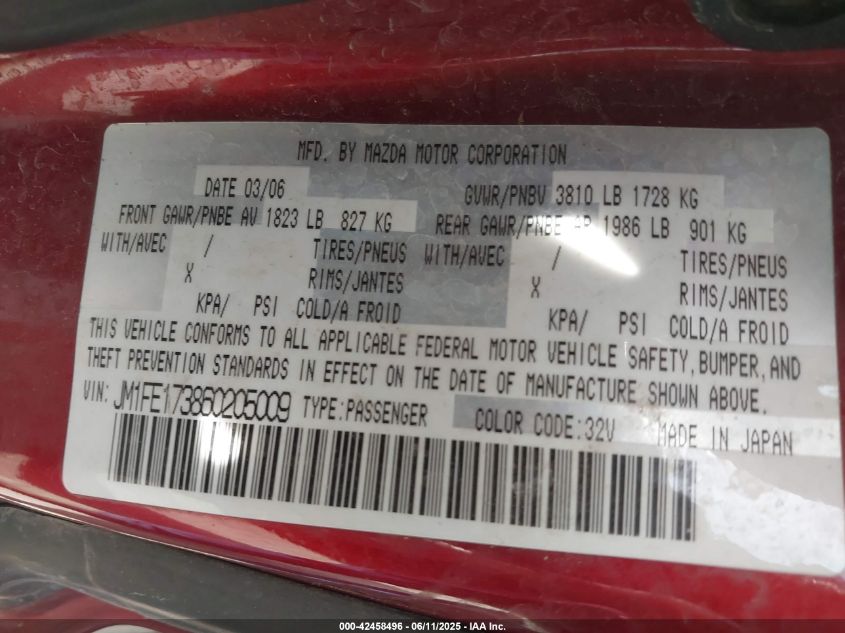 MFD. BY MAZDA MOTOR CORPORATION
DATE 03/06 GVWR/PNBV 3810 LB 1728 KG
FRONT GAWR/PNBE AV 1823 LB 827 KG REAR GAWR/PNBE AR 1986 LB 901 KG
WITH/AVEC / TIRES/PNEUS WITH/AVEC / TIRES/PNEUS
X RIMS/JANTES X RIMS/JANTES
KPA/ PSI COLD/A FROID KPA/ PSI COLD/A FROID
THIS VEHICLE CONFORMS TO ALL APPLICABLE FEDERAL MOTOR VEHICLE SAFETY, BUMPER, AND
THEFT PREVENTION STANDARDS IN EFFECT ON THE DATE OF MANUFACTURE SHOWN ABOVE.
VIN: JM1FE173860205009 TYPE:PASSENGER COLOR CODE:32V MADE IN JAPAN
000-42458496 - 06/11/2025 - IAA Inc.